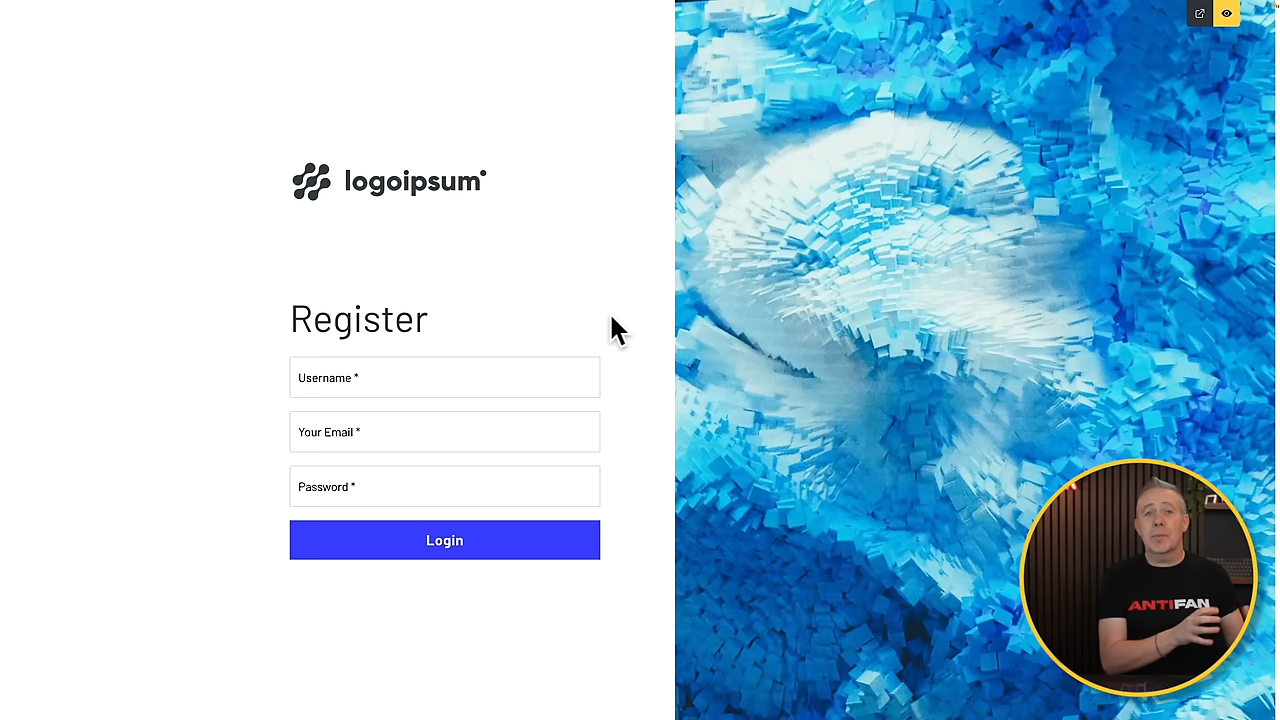 logoipsum
Register
Username *
Your Email *
Password *
Login
ANTIFAN